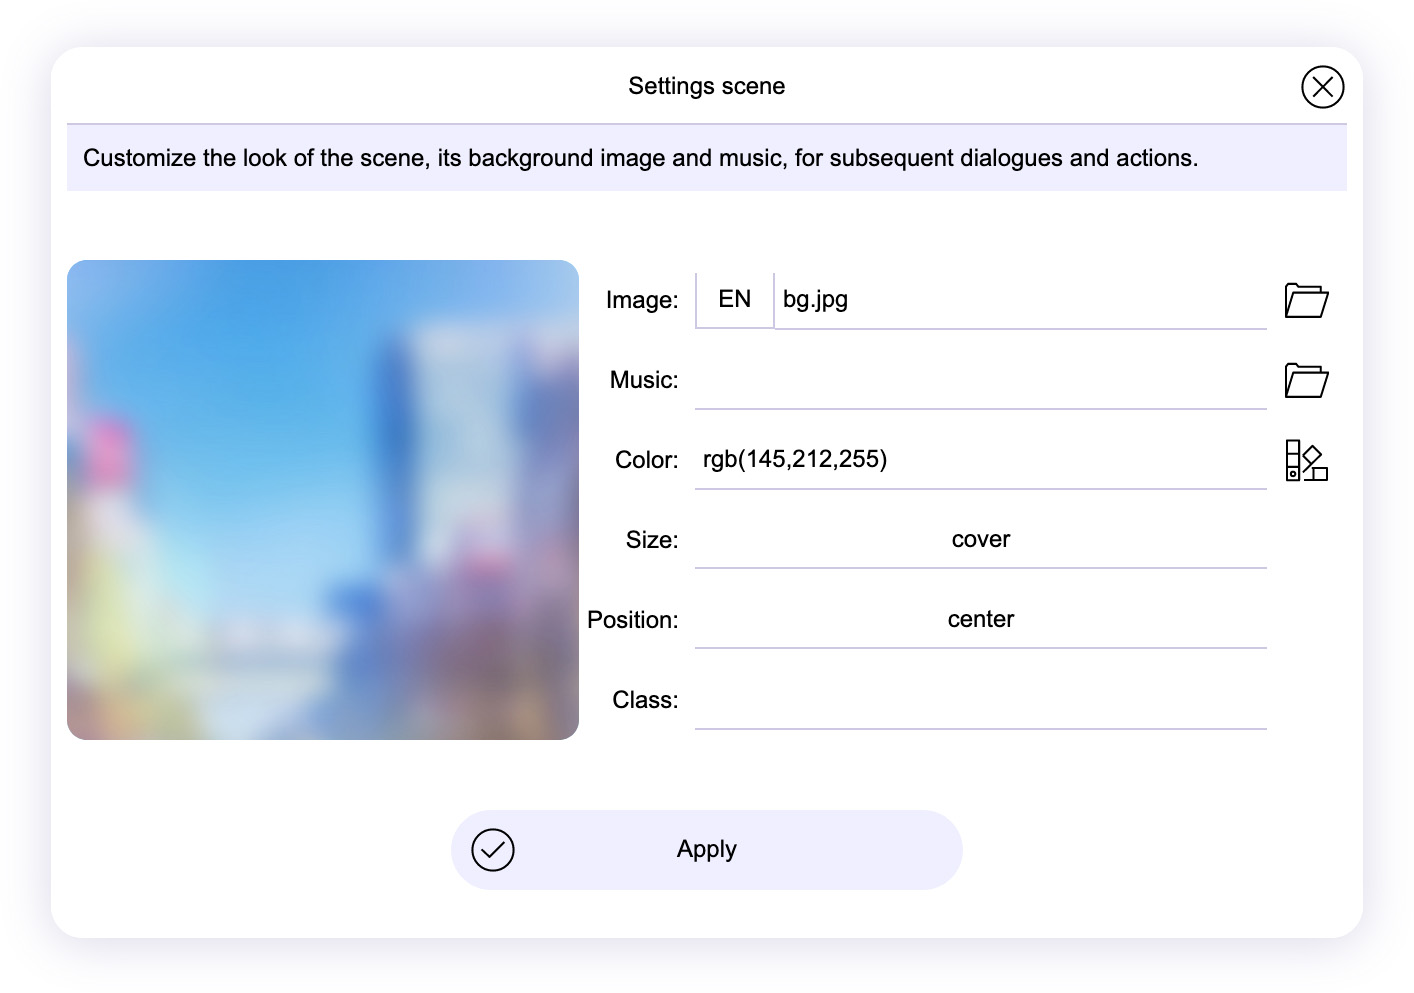 Settings scene
Customize the look of the scene, its background image and music, for subsequent dialogues and actions.
Image: EN bg.jpg
Music:
Color: rgb(145,212,255)
Size: cover
Position: center
Class:
Apply